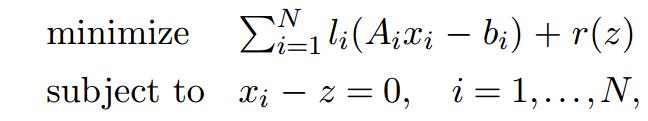 minimize ∑_{i=1}^{N} l_i(A_i x_i − b_i) + r(z)
subject to x_i − z = 0, i = 1, . . . , N,